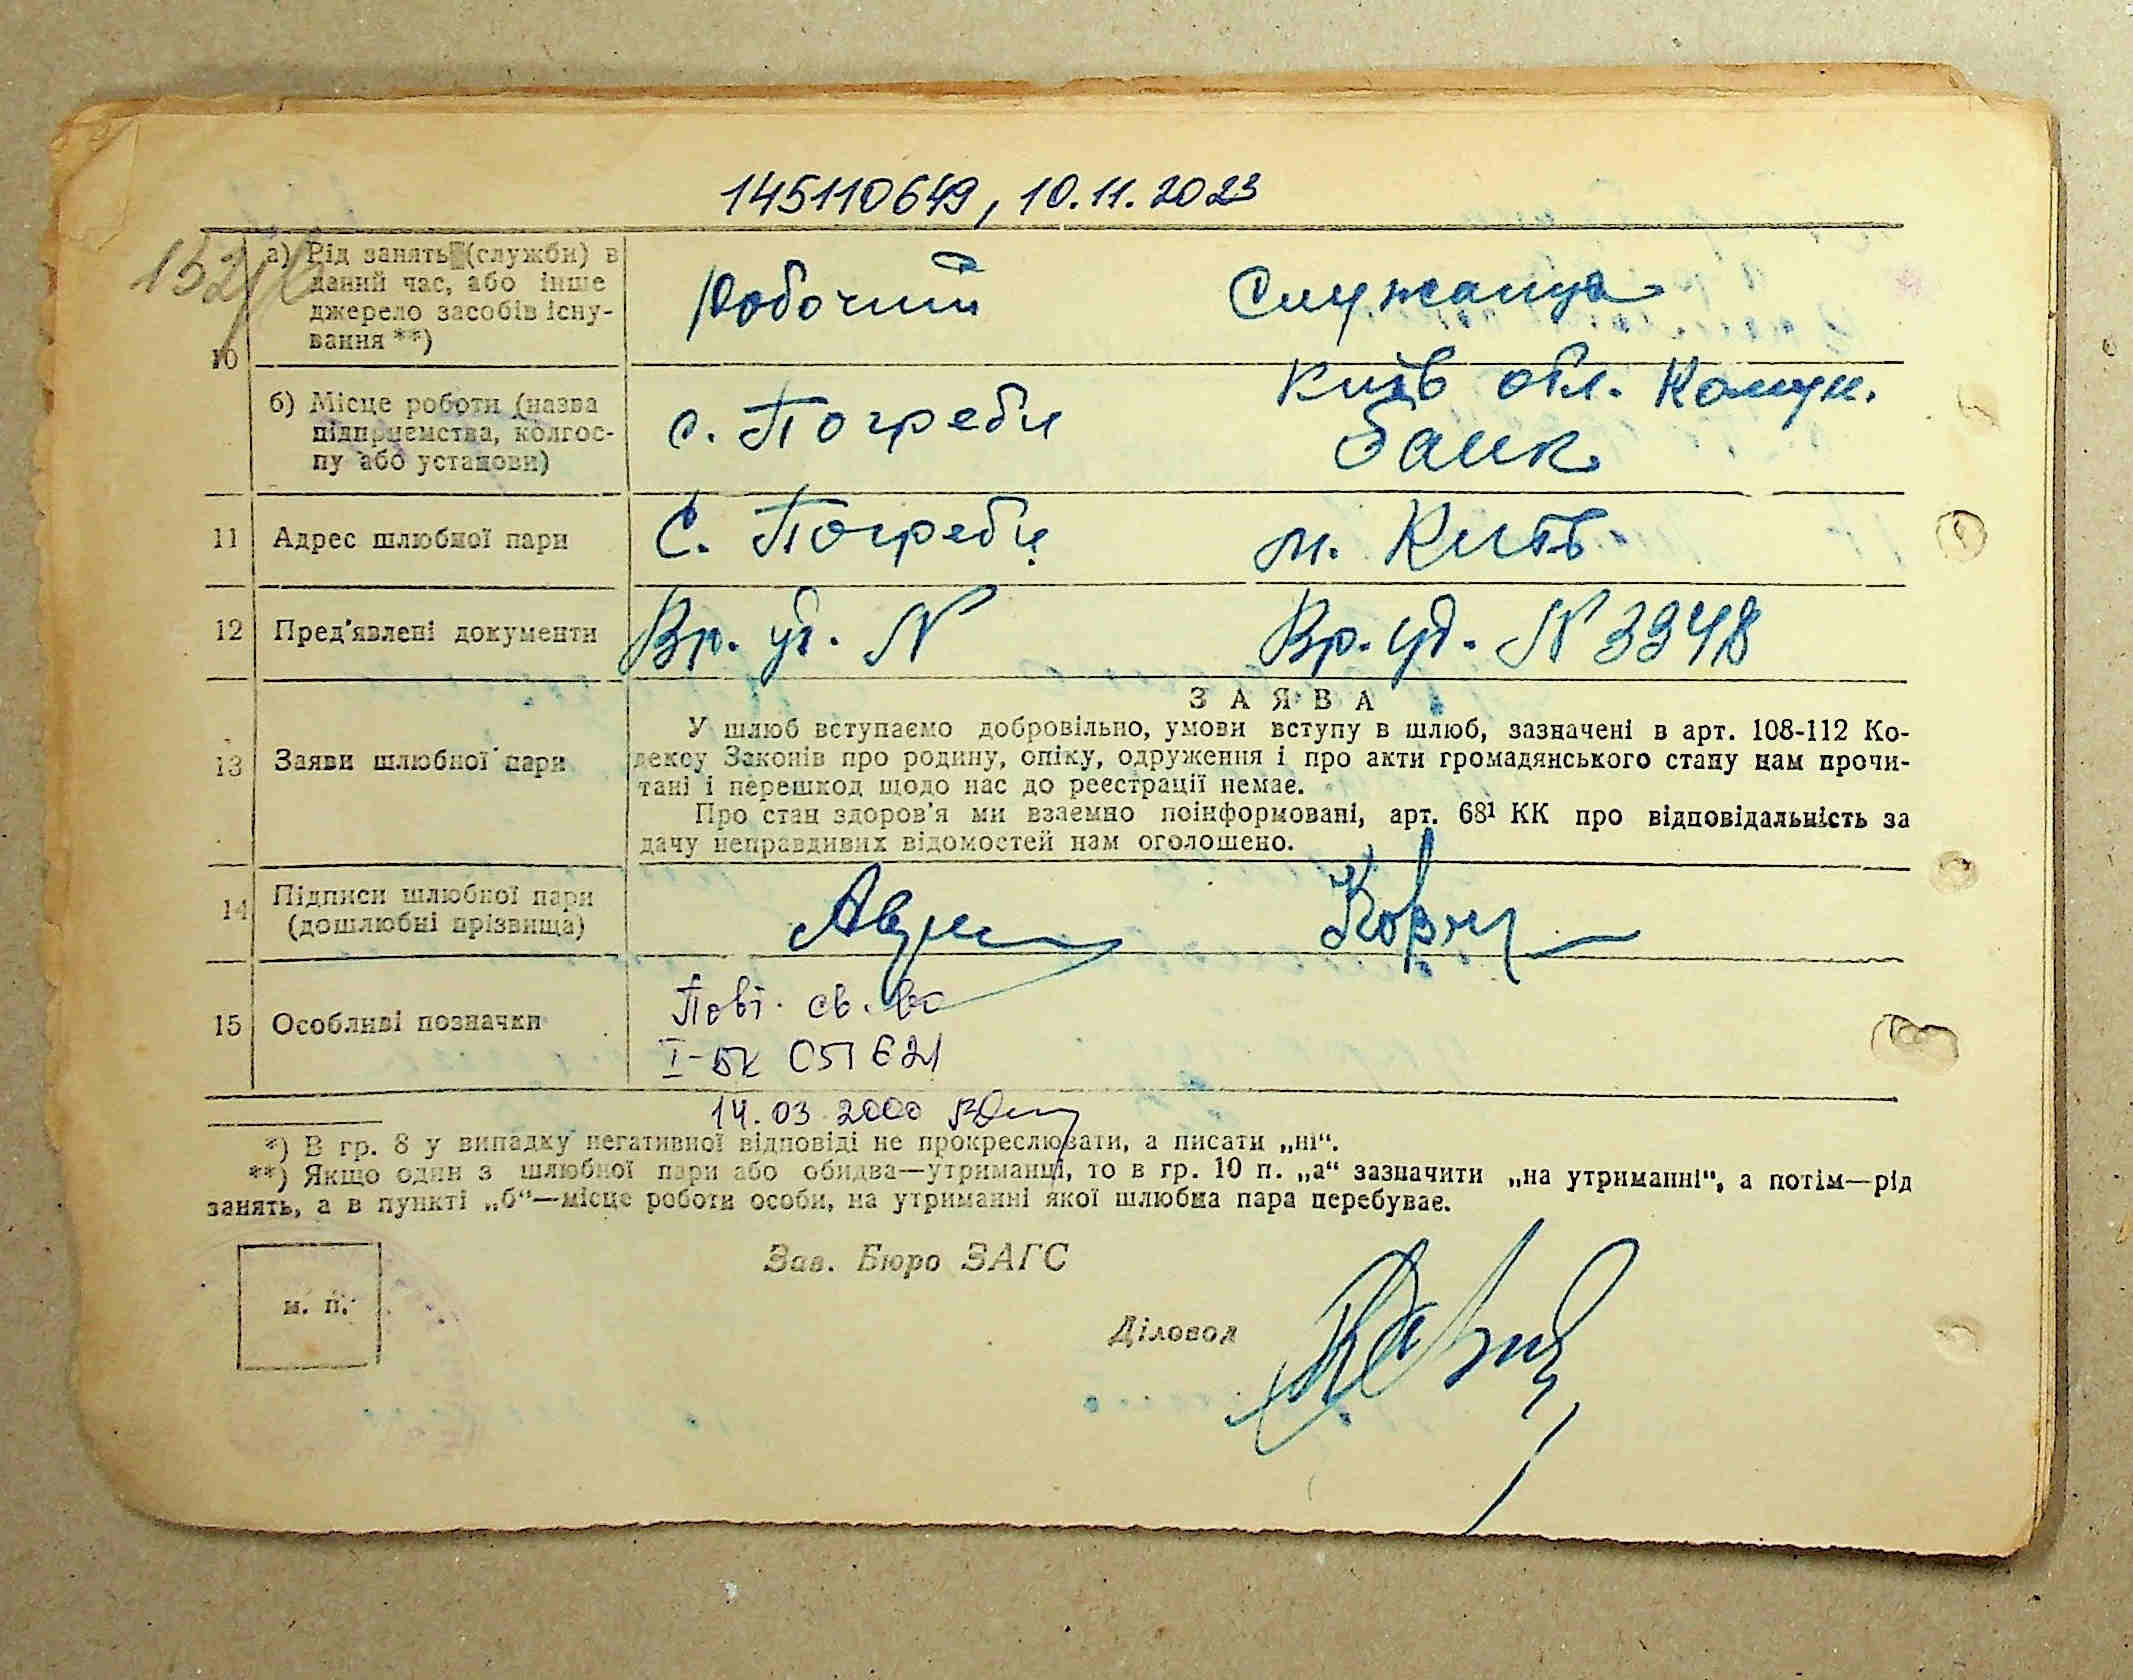 145110649, 10.11.2023
10 а) Рід занять (службн) в
даний час, або інше
джерело засобів існу-
вання **)
Робочий Служаща
б) Місце роботи (назва
підприємства, колгос-
пу або установи)
с. Погреби Київ обл. Комун.
банк
11 Адрес шлюбної пари С. Погреби м. Київ
12 Пред'явлені документи Вр. уд. N Вр. уд. N 3348
13 Заяви шлюбної пари
ЗАЯВА
У шлюб вступаємо добровільно, умови вступу в шлюб, зазначені в арт. 108-112 Ко-
дексу Законів про родину, опіку, одруження і про акти громадянського стану нам прочи-
тані і перешкод щодо нас до реєстрації немає.
Про стан здоров'я ми взаємно поінформовані, арт. 68¹ КК про відповідальність за
дачу неправдивих відомостей нам оголошено.
14 Підписи шлюбної пари
(дошлюбні прізвища)
15 Особливі позначки
Повт. св. во
I-БК 051621
14.03.2000
*) В гр. 8 у випадку негативної відповіді не прокреслювати, а писати „ні“.
**) Якщо один з шлюбної пари або обидва—утриманці, то в гр. 10 п. „а“ зазначити „на утриманні“, а потім—рід
занять, а в пункті „б“—місце роботи особи, на утриманні якої шлюбна пара перебуває.
Зав. Бюро ЗАГС
м. п.
Діловод